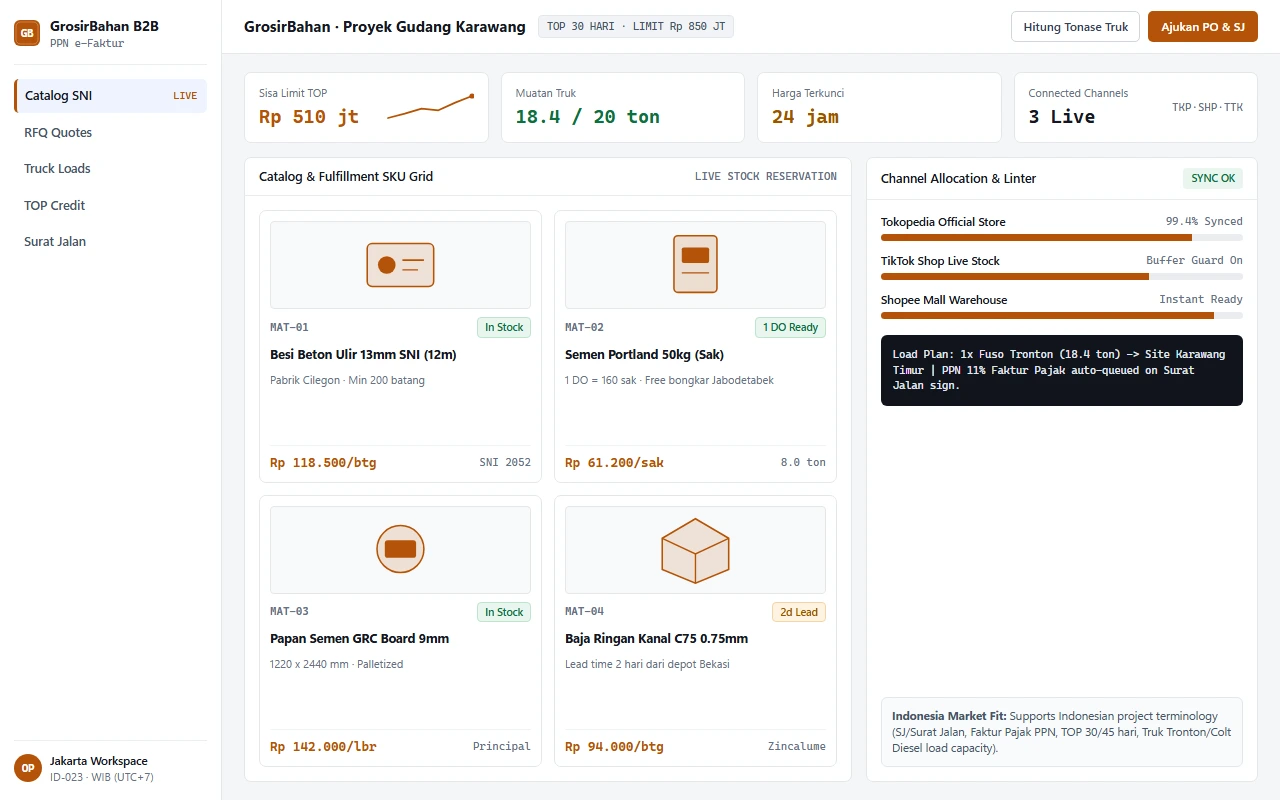 GB
GrosirBahan B2B
PPN e-Faktur
Catalog SNI LIVE
RFQ Quotes
Truck Loads
TOP Credit
Surat Jalan
OP
Jakarta Workspace
ID-023 · WIB (UTC+7)
GrosirBahan · Proyek Gudang Karawang
TOP 30 HARI · LIMIT Rp 850 JT
Hitung Tonase Truk
Ajukan PO & SJ
Sisa Limit TOP
Rp 510 jt
Muatan Truk
18.4 / 20 ton
Harga Terkunci
24 jam
Connected Channels
3 Live
TKP·SHP·TTK
Catalog & Fulfillment SKU Grid
LIVE STOCK RESERVATION
MAT-01
In Stock
Besi Beton Ulir 13mm SNI (12m)
Pabrik Cilegon · Min 200 batang
Rp 118.500/btg
SNI 2052
MAT-02
1 DO Ready
Semen Portland 50kg (Sak)
1 DO = 160 sak · Free bongkar Jabodetabek
Rp 61.200/sak
8.0 ton
MAT-03
In Stock
Papan Semen GRC Board 9mm
1220 x 2440 mm · Palletized
Rp 142.000/lbr
Principal
MAT-04
2d Lead
Baja Ringan Kanal C75 0.75mm
Lead time 2 hari dari depot Bekasi
Rp 94.000/btg
Zincalume
Channel Allocation & Linter
SYNC OK
Tokopedia Official Store
99.4% Synced
TikTok Shop Live Stock
Buffer Guard On
Shopee Mall Warehouse
Instant Ready
Load Plan: 1x Fuso Tronton (18.4 ton) -> Site Karawang
Timur | PPN 11% Faktur Pajak auto-queued on Surat
Jalan sign.
Indonesia Market Fit: Supports Indonesian project terminology
(SJ/Surat Jalan, Faktur Pajak PPN, TOP 30/45 hari, Truk Tronton/Colt
Diesel load capacity).